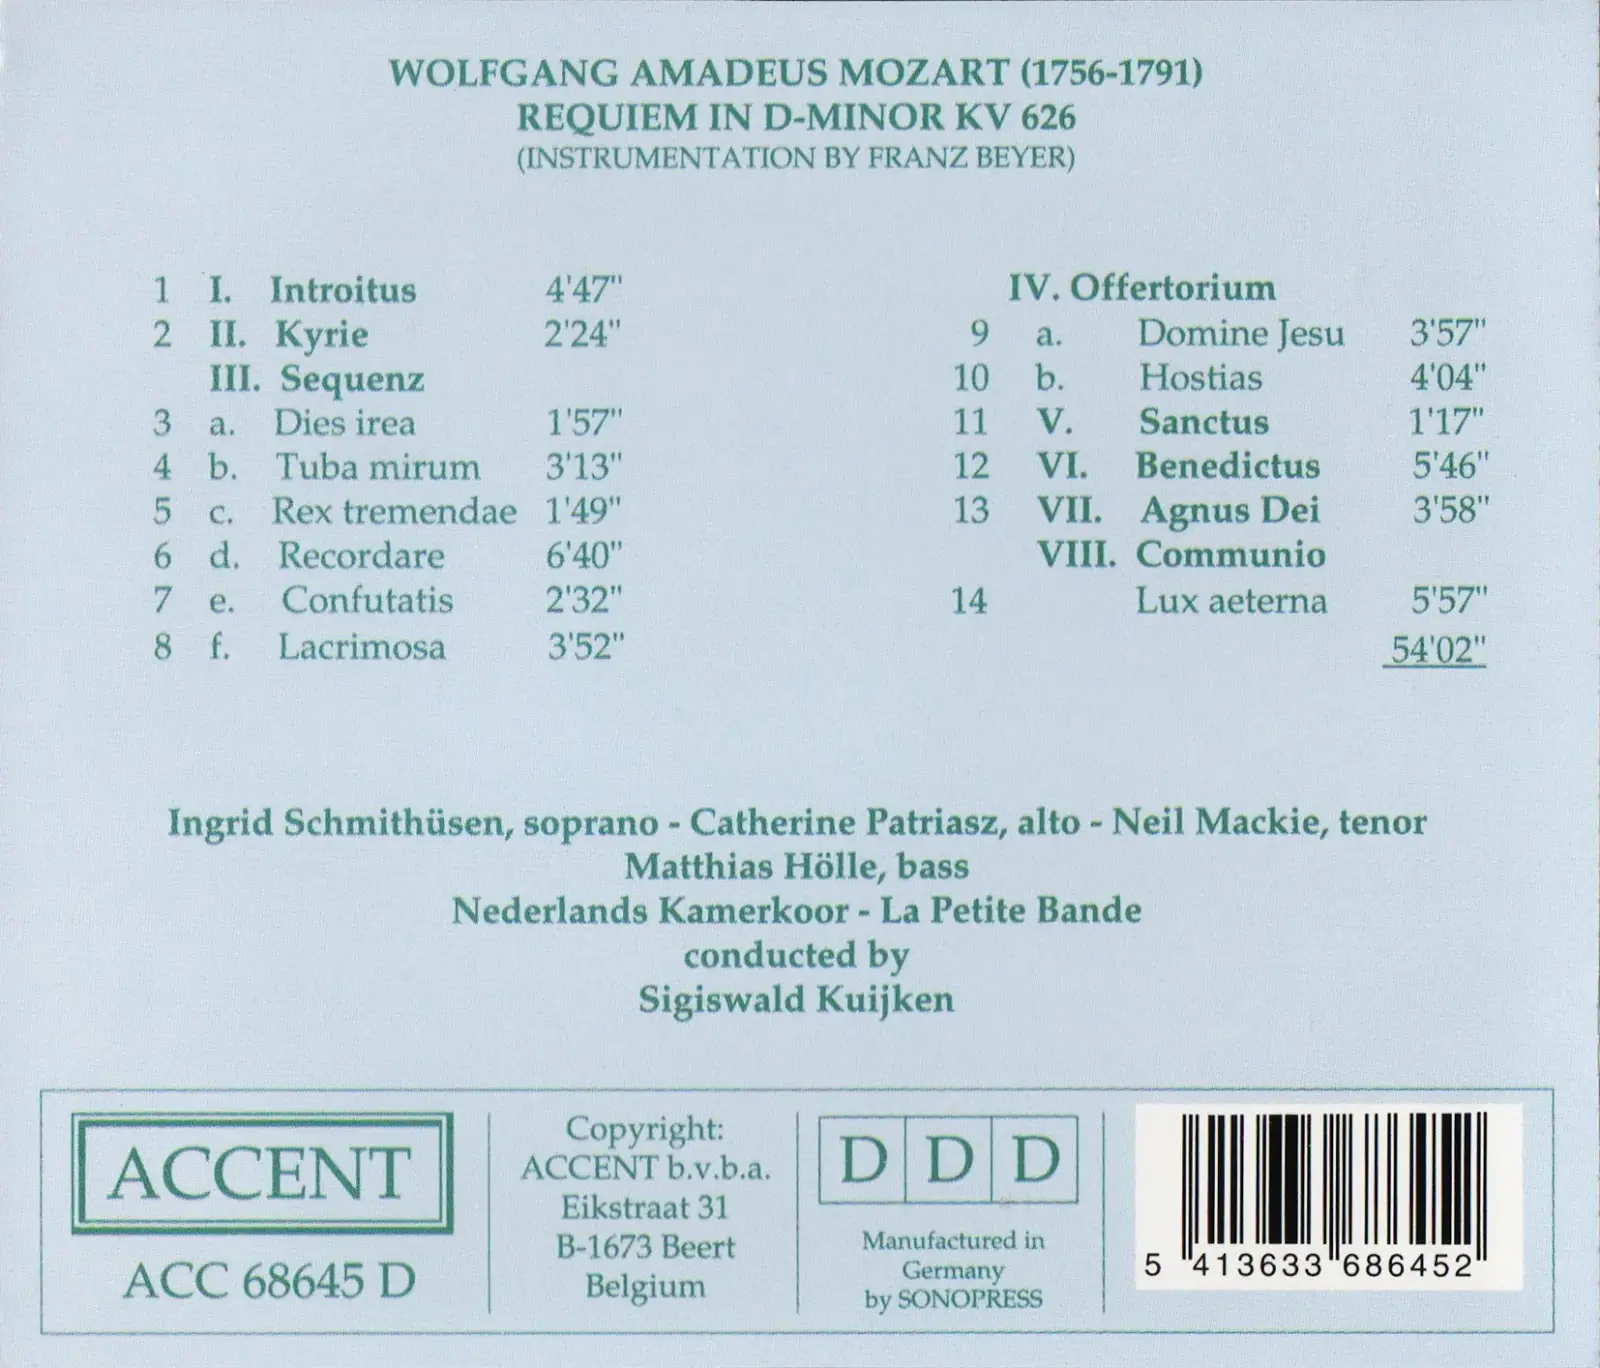 WOLFGANG AMADEUS MOZART (1756-1791)
REQUIEM IN D-MINOR KV 626
(INSTRUMENTATION BY FRANZ BEYER)
1 I. Introitus 4'47"
2 II. Kyrie 2'24"
III. Sequenz
3 a. Dies irea 1'57"
4 b. Tuba mirum 3'13"
5 c. Rex tremendae 1'49"
6 d. Recordare 6'40"
7 e. Confutatis 2'32"
8 f. Lacrimosa 3'52"
IV. Offertorium
9 a. Domine Jesu 3'57"
10 b. Hostias 4'04"
11 V. Sanctus 1'17"
12 VI. Benedictus 5'46"
13 VII. Agnus Dei 3'58"
VIII. Communio
14 Lux aeterna 5'57"
54'02"
Ingrid Schmithüsen, soprano - Catherine Patriasz, alto - Neil Mackie, tenor
Matthias Hölle, bass
Nederlands Kamerkoor - La Petite Bande
conducted by
Sigiswald Kuijken
ACCENT
ACC 68645 D
Copyright:
ACCENT b.v.b.a.
Eikstraat 31
B-1673 Beert
Belgium
D D D
Manufactured in
Germany
by SONOPRESS
5 413633 686452